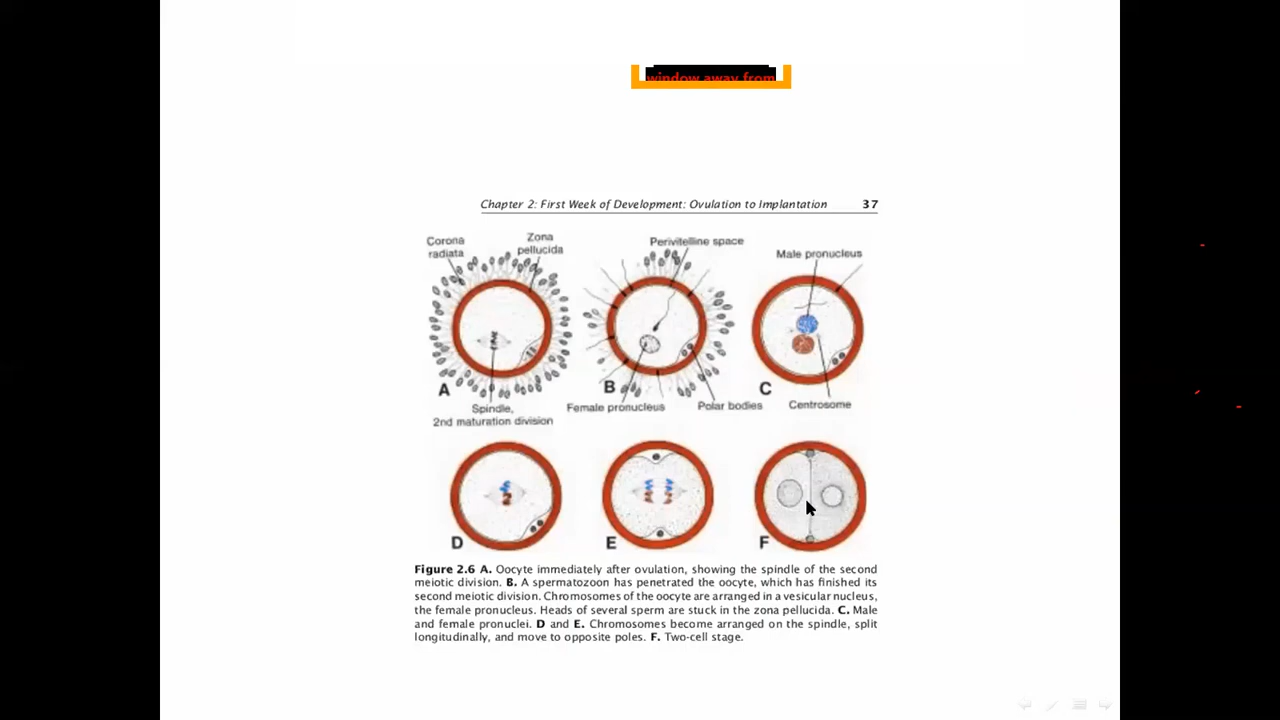 window away from
Chapter 2: First Week of Development: Ovulation to Implantation 37
Corona
radiata
Zona
pellucida
Perivitelline space
Male pronucleus
A
B
C
Spindle,
2nd maturation division
Female pronucleus
Polar bodies
Centrosome
D
E
F
Figure 2.6 A. Oocyte immediately after ovulation, showing the spindle of the second
meiotic division. B. A spermatozoon has penetrated the oocyte, which has finished its
second meiotic division. Chromosomes of the oocyte are arranged in a vesicular nucleus,
the female pronucleus. Heads of several sperm are stuck in the zona pellucida. C. Male
and female pronuclei. D and E. Chromosomes become arranged on the spindle, split
longitudinally, and move to opposite poles. F. Two-cell stage.